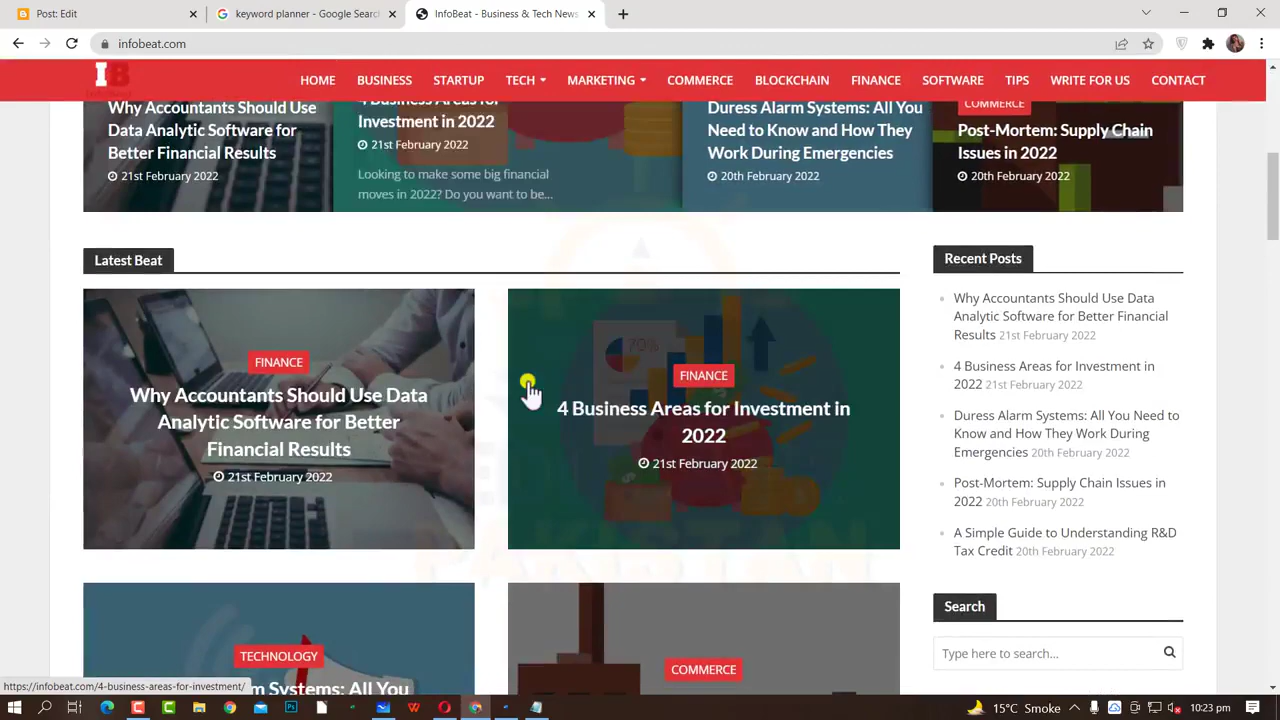 Post: Edit
keyword planner - Google Searc
InfoBeat - Business & Tech News
infobeat.com
IB
HOME BUSINESS STARTUP TECH MARKETING COMMERCE BLOCKCHAIN FINANCE SOFTWARE TIPS WRITE FOR US CONTACT
Why Accountants Should Use
Data Analytic Software for
Better Financial Results
21st February 2022
4 Business Areas for
Investment in 2022
21st February 2022
Looking to make some big financial
moves in 2022? Do you want to be...
Duress Alarm Systems: All You
Need to Know and How They
Work During Emergencies
20th February 2022
COMMERCE
Post-Mortem: Supply Chain
Issues in 2022
20th February 2022
Latest Beat
FINANCE
Why Accountants Should Use Data
Analytic Software for Better
Financial Results
21st February 2022
70%
FINANCE
4 Business Areas for Investment in
2022
21st February 2022
TECHNOLOGY
m Systems: All You
COMMERCE
Recent Posts
Why Accountants Should Use Data
Analytic Software for Better Financial
Results 21st February 2022
4 Business Areas for Investment in
2022 21st February 2022
Duress Alarm Systems: All You Need to
Know and How They Work During
Emergencies 20th February 2022
Post-Mortem: Supply Chain Issues in
2022 20th February 2022
A Simple Guide to Understanding R&D
Tax Credit 20th February 2022
Search
Type here to search...
https://infobeat.com/4-business-areas-for-investment/
15°C Smoke
10:23 pm